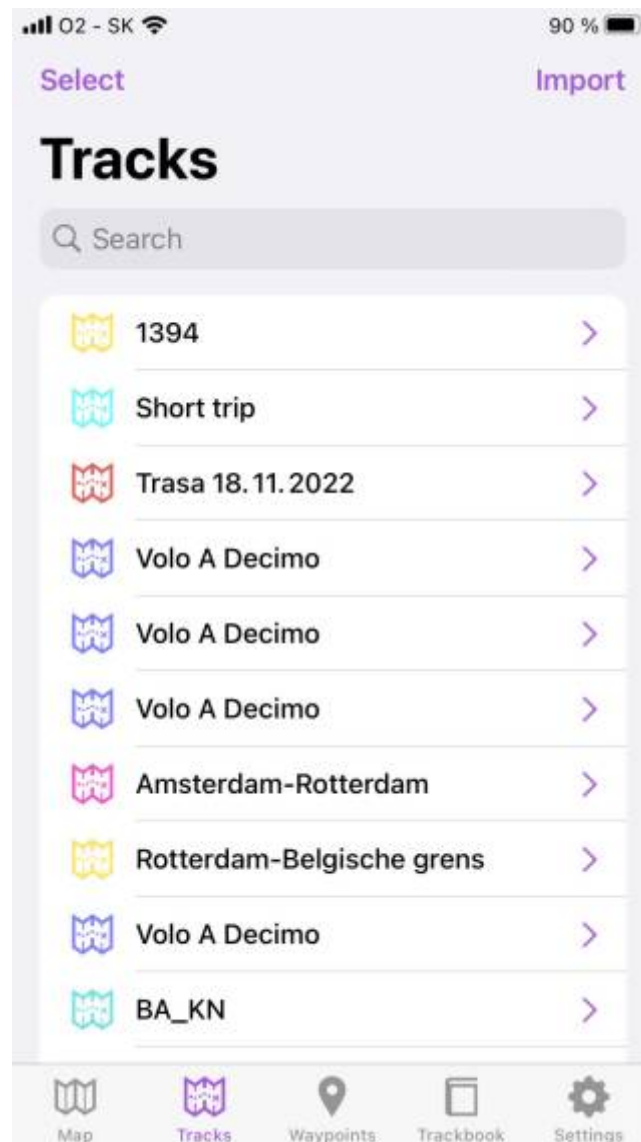 O2 - SK 90 %
Select Import
Tracks
Search
1394
Short trip
Trasa 18. 11. 2022
Volo A Decimo
Volo A Decimo
Volo A Decimo
Amsterdam-Rotterdam
Rotterdam-Belgische grens
Volo A Decimo
BA_KN
Map Tracks Waypoints Trackbook Settings